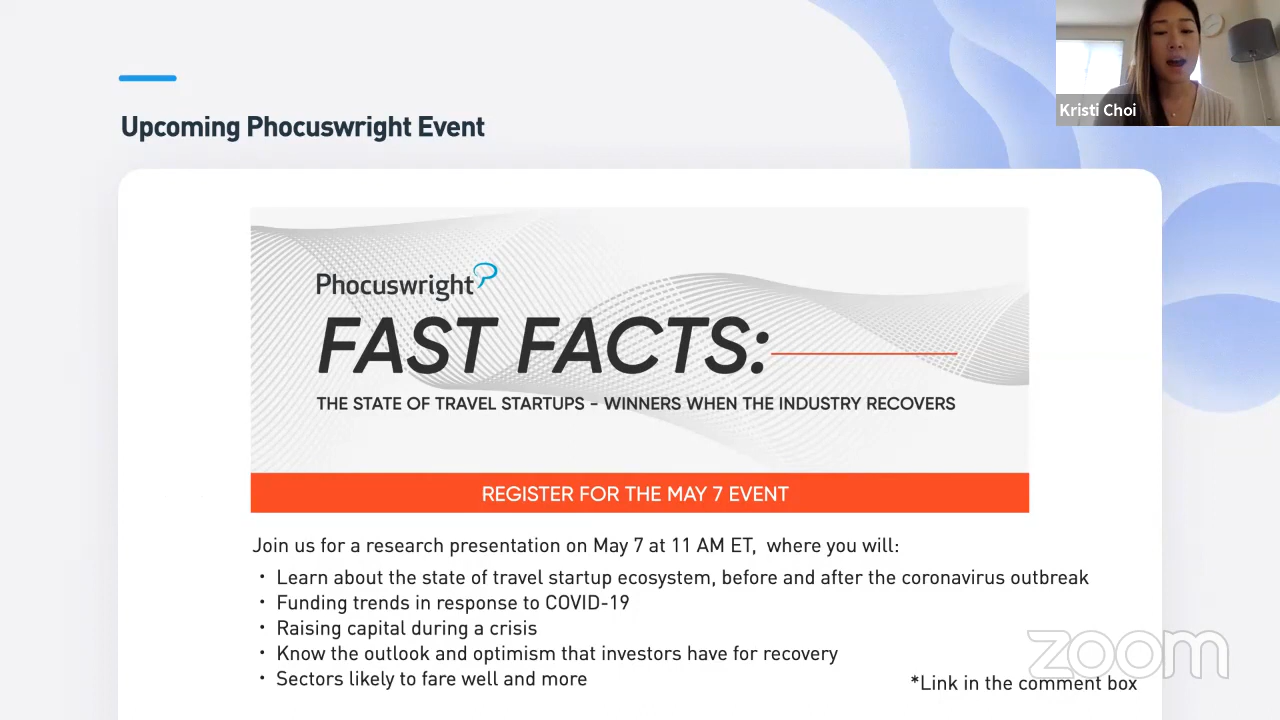 Kristi Choi
Upcoming Phocuswright Event
Phocuswright
FAST FACTS:
THE STATE OF TRAVEL STARTUPS - WINNERS WHEN THE INDUSTRY RECOVERS
REGISTER FOR THE MAY 7 EVENT
Join us for a research presentation on May 7 at 11 AM ET, where you will:
• Learn about the state of travel startup ecosystem, before and after the coronavirus outbreak
• Funding trends in response to COVID-19
• Raising capital during a crisis
• Know the outlook and optimism that investors have for recovery
• Sectors likely to fare well and more
*Link in the comment box
zoom